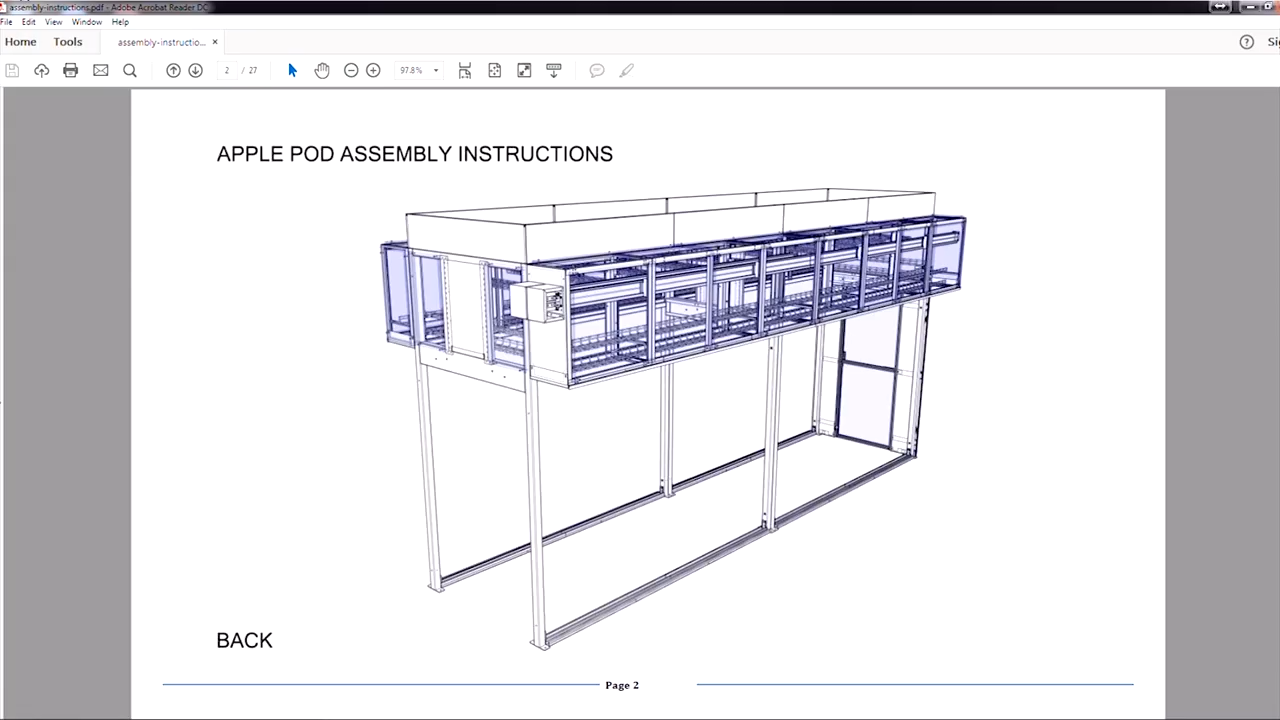 assembly-instructions.pdf - Adobe Acrobat Reader DC
File Edit View Window Help
Home Tools assembly-instructio... ×
2 / 27 97.8%
APPLE POD ASSEMBLY INSTRUCTIONS
BACK
Page 2